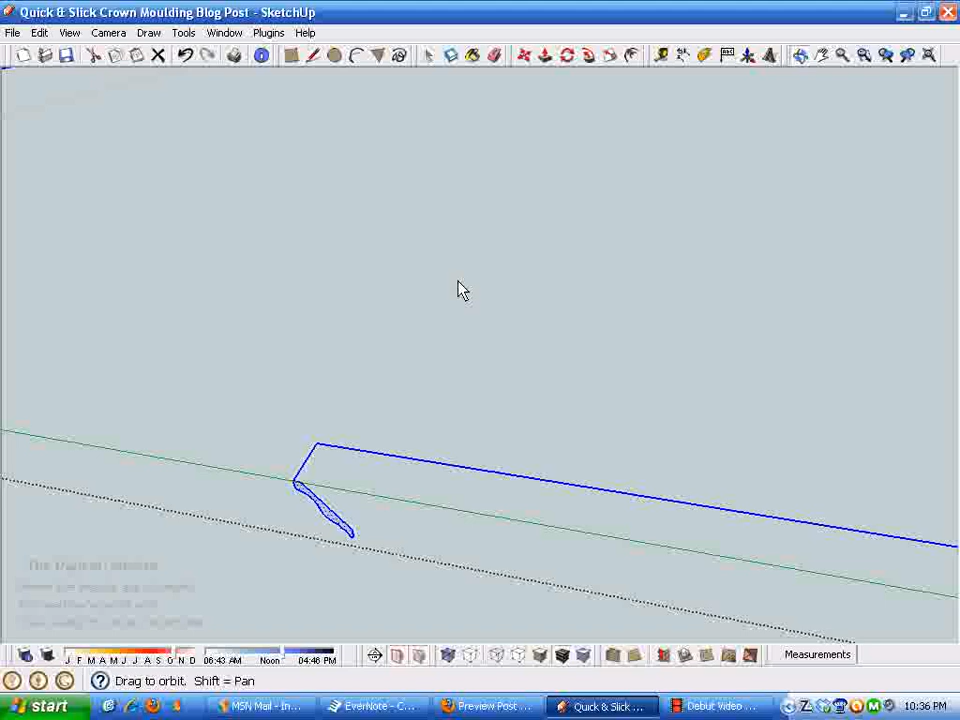 Quick & Slick Crown Moulding Blog Post - SketchUp
File Edit View Camera Draw Tools Window Plugins Help
J F M A M J J A S O N D 06:43 AM Noon 04:46 PM Measurements
Drag to orbit. Shift = Pan
start MSN Mail - In... EverNote - C... Preview Post ... Quick & Slick ... Debut Video ... 10:36 PM